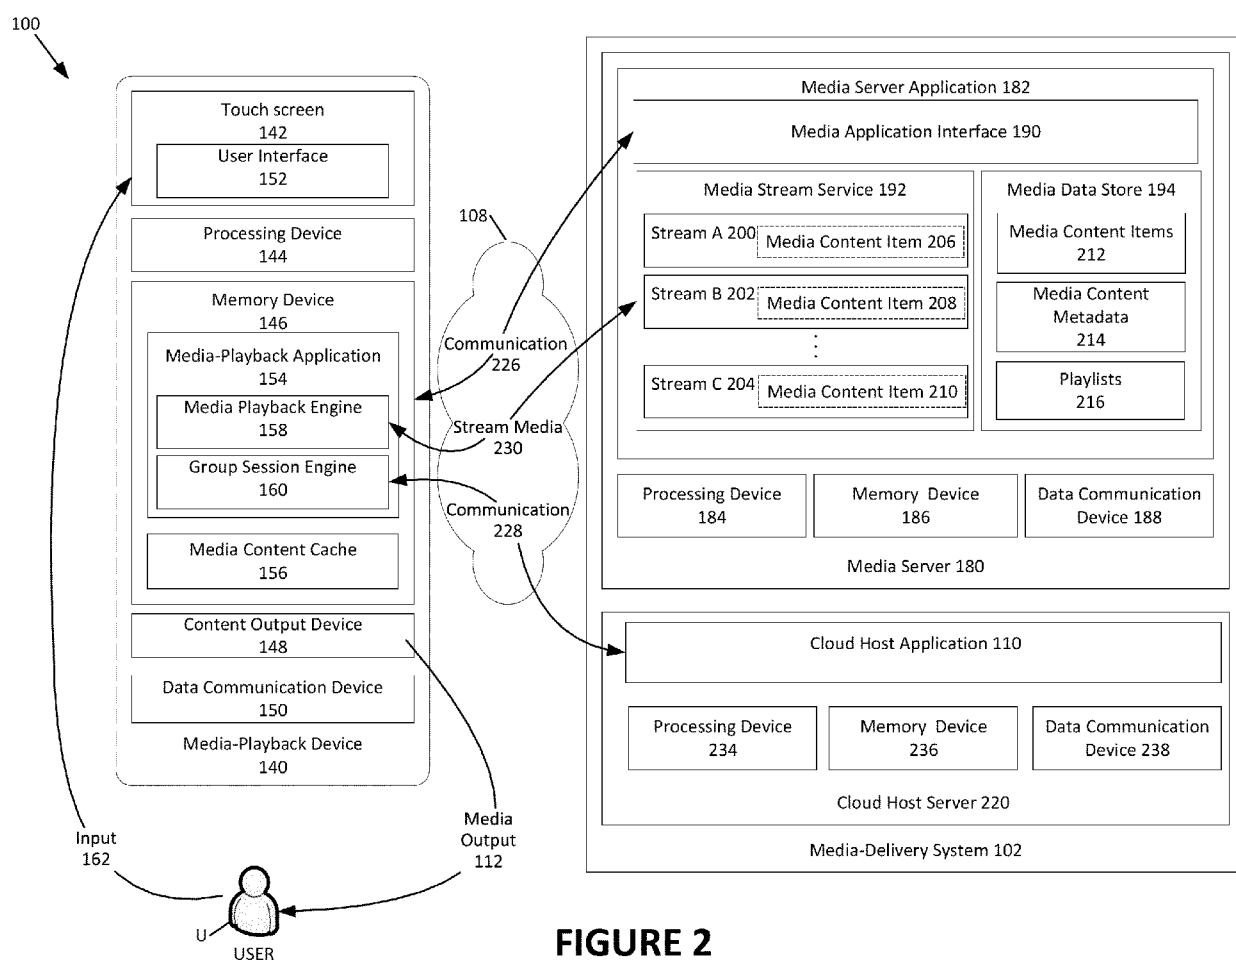 100
Touch screen
142
User Interface
152
Processing Device
144
Memory Device
146
Media-Playback Application
154
Media Playback Engine
158
Group Session Engine
160
Media Content Cache
156
Content Output Device
148
Data Communication Device
150
Media-Playback Device
140
Input
162
Media
Output
112
U
USER
108
Communication
226
Stream Media
230
Communication
228
Media Server Application 182
Media Application Interface 190
Media Stream Service 192
Stream A 200
Media Content Item 206
Stream B 202
Media Content Item 208
Stream C 204
Media Content Item 210
Media Data Store 194
Media Content Items
212
Media Content
Metadata
214
Playlists
216
Processing Device
184
Memory Device
186
Data Communication
Device 188
Media Server 180
Cloud Host Application 110
Processing Device
234
Memory Device
236
Data Communication
Device 238
Cloud Host Server 220
Media-Delivery System 102
FIGURE 2